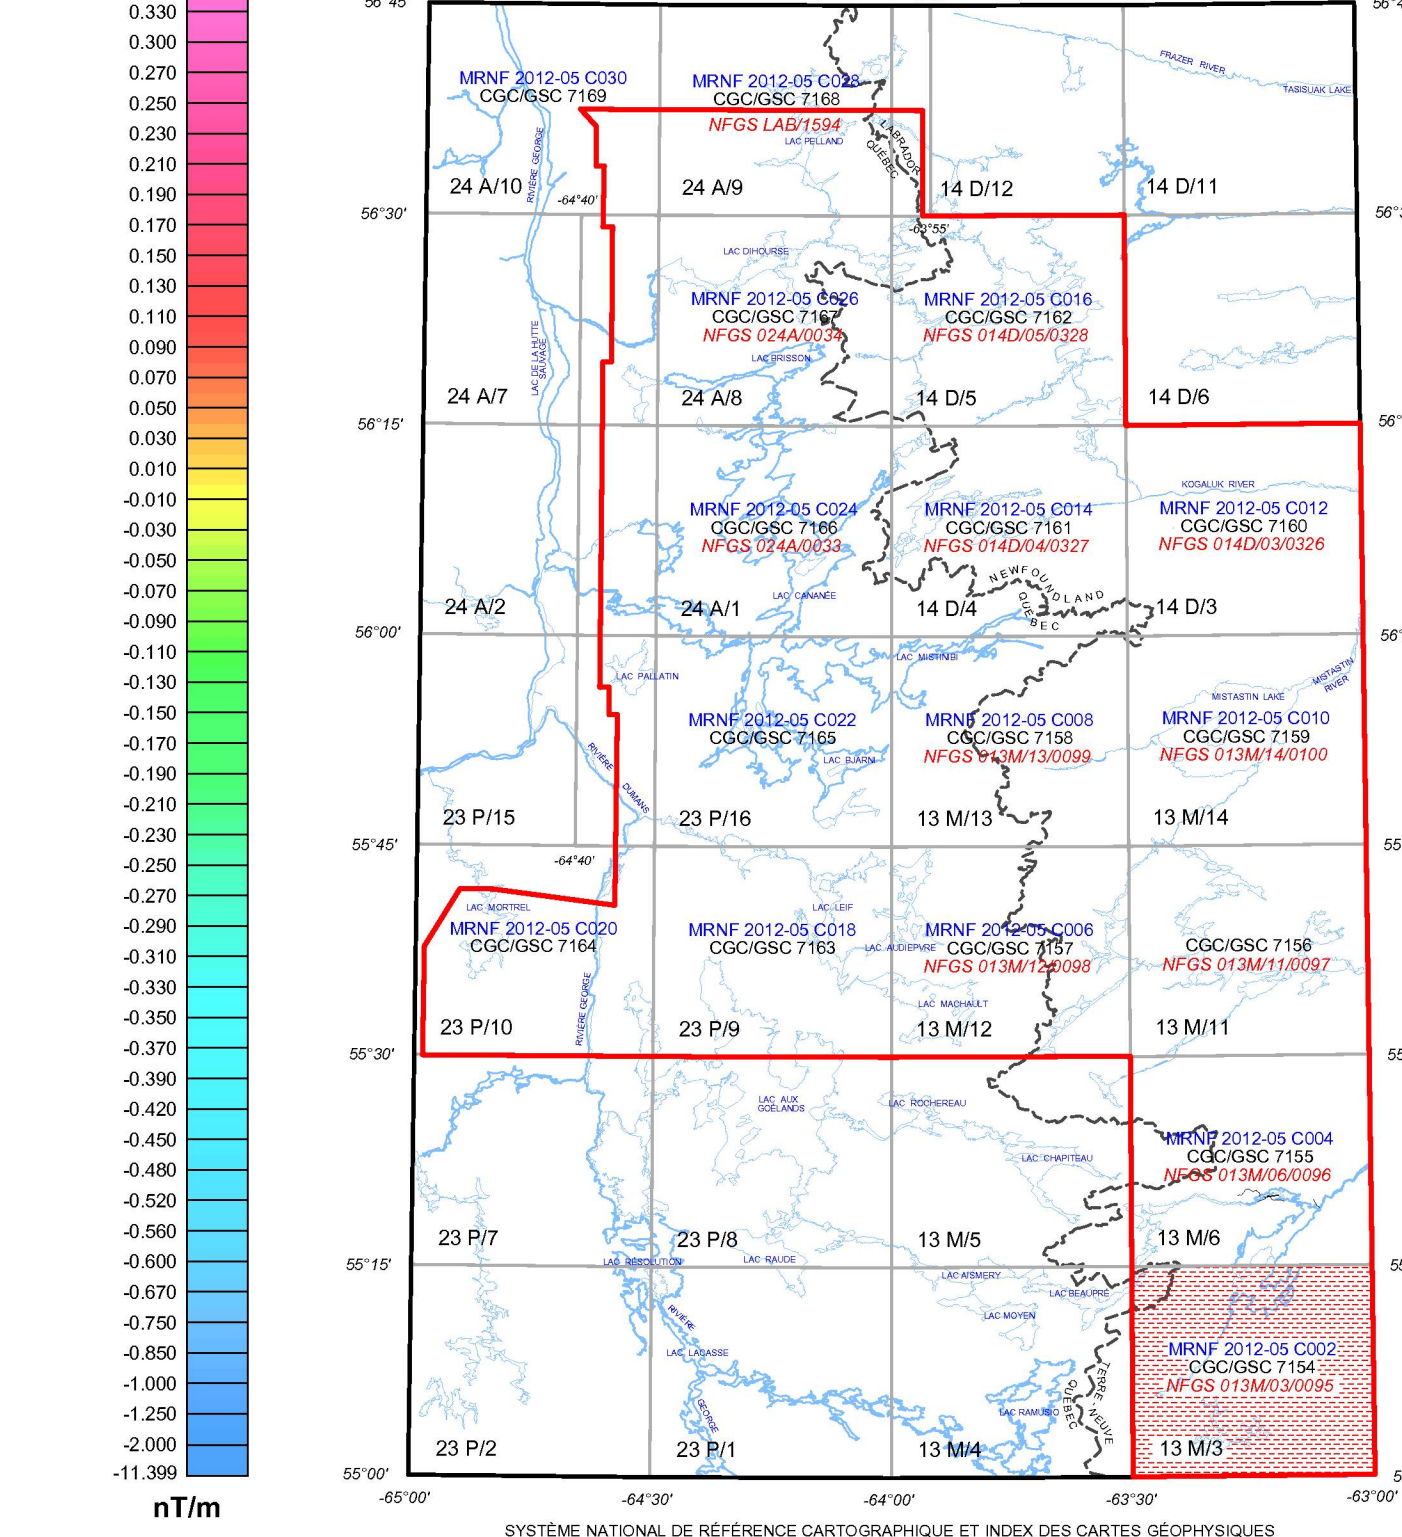 0.330
0.300
0.270
0.250
0.230
0.210
0.190
0.170
0.150
0.130
0.110
0.090
0.070
0.050
0.030
0.010
-0.010
-0.030
-0.050
-0.070
-0.090
-0.110
-0.130
-0.150
-0.170
-0.190
-0.210
-0.230
-0.250
-0.270
-0.290
-0.310
-0.330
-0.350
-0.370
-0.390
-0.420
-0.450
-0.480
-0.520
-0.560
-0.600
-0.670
-0.750
-0.850
-1.000
-1.250
-2.000
-11.399
nT/m
56°45'
FRAZER RIVER
TASISUAK LAKE
MRNF 2012-05 C030
CGC/GSC 7169
MRNF 2012-05 C028
CGC/GSC 7168
NFGS LAB/1594
LAC PELLAND
LABRADOR
QUÉBEC
RIVIÈRE GEORGE
24 A/10
24 A/9
14 D/12
14 D/11
-64°40'
56°30'
-63°55'
LAC DIHOURSE
MRNF 2012-05 C026
CGC/GSC 7167
NFGS 024A/0034
MRNF 2012-05 C016
CGC/GSC 7162
NFGS 014D/05/0328
LAC DE LA HUTTE
SAUVAGE
LAC BRISSON
24 A/7
24 A/8
14 D/5
14 D/6
56°15'
KOGALUK RIVER
MRNF 2012-05 C024
CGC/GSC 7166
NFGS 024A/0033
MRNF 2012-05 C014
CGC/GSC 7161
NFGS 014D/04/0327
MRNF 2012-05 C012
CGC/GSC 7160
NFGS 014D/03/0326
NEWFOUNDLAND
QUÉBEC
LAC CANANÉE
24 A/2
24 A/1
14 D/4
14 D/3
56°00'
LAC MISTINIBI
LAC PALLATIN
MISTASTIN
RIVER
MISTASTIN LAKE
MRNF 2012-05 C022
CGC/GSC 7165
MRNF 2012-05 C008
CGC/GSC 7158
NFGS 013M/13/0099
MRNF 2012-05 C010
CGC/GSC 7159
NFGS 013M/14/0100
LAC BJARNI
RIVIÈRE
DUMANS
23 P/15
23 P/16
13 M/13
13 M/14
55°45'
-64°40'
LAC MORTREL
LAC LEIF
MRNF 2012-05 C020
CGC/GSC 7164
MRNF 2012-05 C018
CGC/GSC 7163
LAC AUDIEPVRE
MRNF 2012-05 C006
CGC/GSC 7157
NFGS 013M/12/0098
CGC/GSC 7156
NFGS 013M/11/0097
LAC MACHAULT
RIVIÈRE GEORGE
23 P/10
23 P/9
13 M/12
13 M/11
55°30'
LAC AUX
GOÉLANDS
LAC ROCHEREAU
LAC CHAPITEAU
MRNF 2012-05 C004
CGC/GSC 7155
NFGS 013M/06/0096
23 P/7
23 P/8
13 M/5
13 M/6
55°15'
LAC RÉSOLUTION
LAC RAUDE
LAC AISMERY
LAC BEAUPRÉ
LAC MOYEN
RIVIÈRE
GEORGE
LAC LACASSE
MRNF 2012-05 C002
CGC/GSC 7154
NFGS 013M/03/0095
TERRE-NEUVE
QUÉBEC
LAC RAMUSIO
23 P/2
23 P/1
13 M/4
13 M/3
55°00'
-65°00'
-64°30'
-64°00'
-63°30'
-63°00'
SYSTÈME NATIONAL DE RÉFÉRENCE CARTOGRAPHIQUE ET INDEX DES CARTES GÉOPHYSIQUES